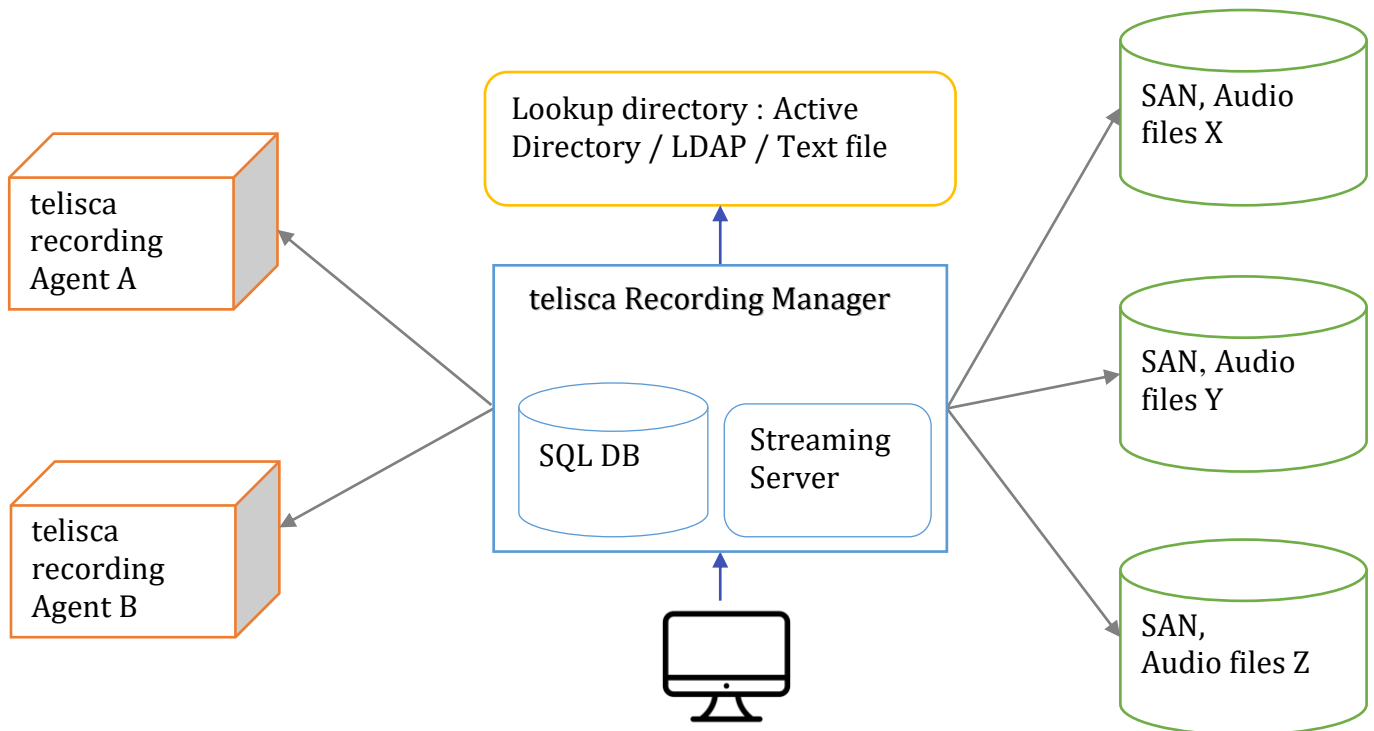 Lookup directory : Active
Directory / LDAP / Text file
telisca
recording
Agent A
telisca Recording Manager
SQL DB
Streaming
Server
telisca
recording
Agent B
SAN, Audio
files X
SAN, Audio
files Y
SAN,
Audio files Z